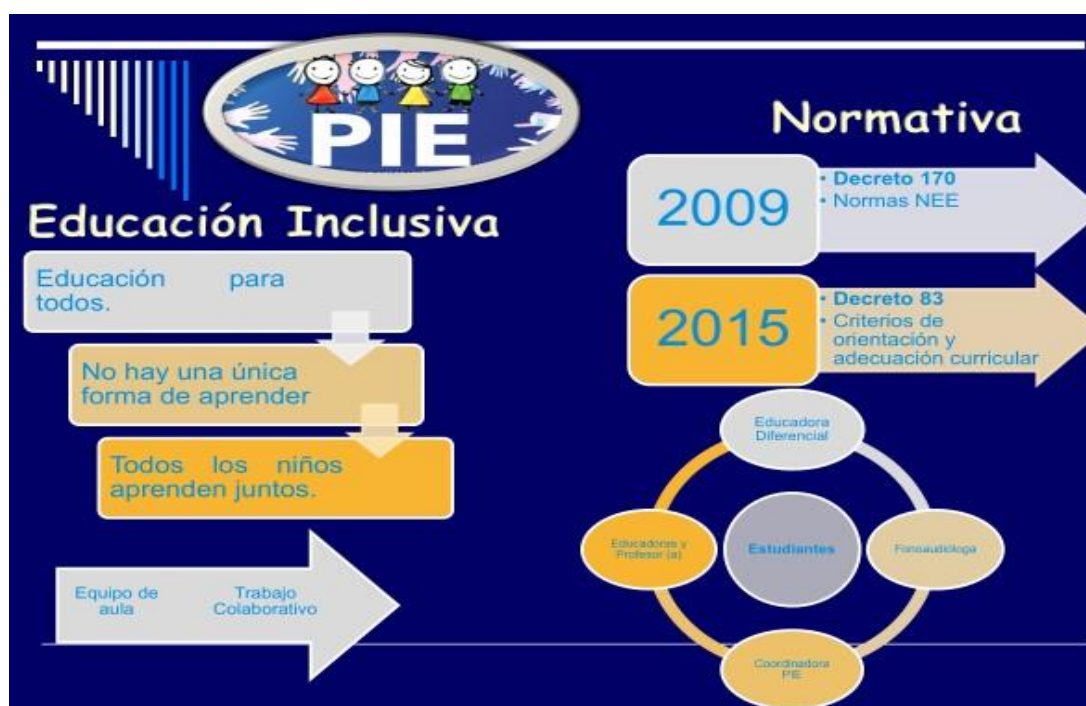 PIE
Educación Inclusiva
Educación para
todos.
No hay una única
forma de aprender
Todos los niños
aprenden juntos.
Equipo de
aula
Trabajo
Colaborativo
Normativa
2009
• Decreto 170
• Normas NEE
2015
• Decreto 83
• Criterios de
orientación y
adecuación curricular
Educadora
Diferencial
Educadoras y
Profesor (a)
Estudiantes
Fonoaudióloga
Coordinadora
PIE